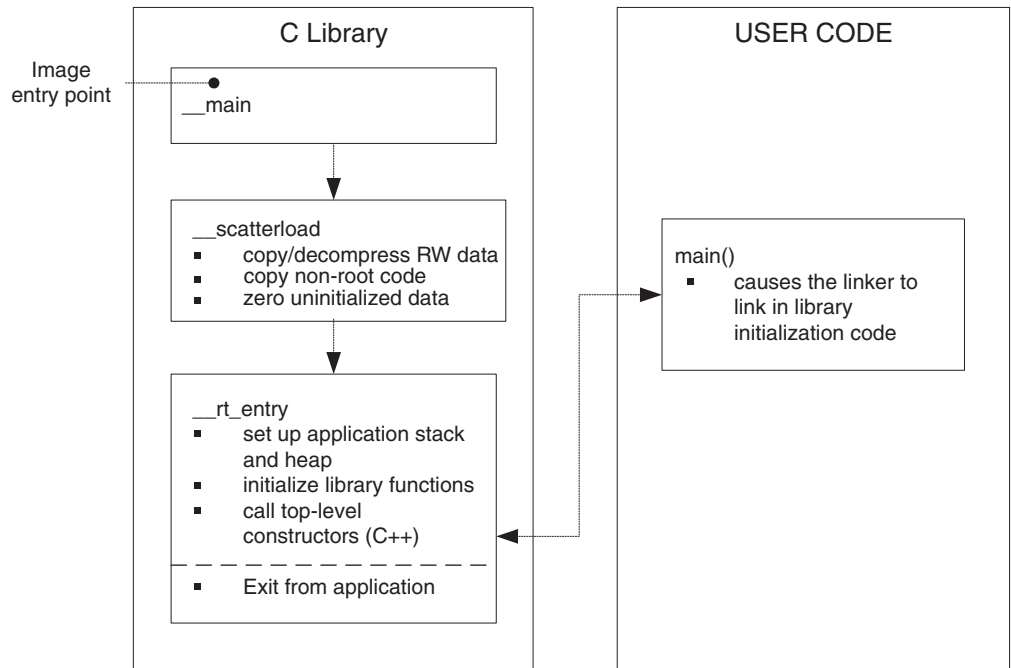 C Library
USER CODE
Image
entry point
__main
__scatterload
▪ copy/decompress RW data
▪ copy non-root code
▪ zero uninitialized data
main()
▪ causes the linker to
link in library
initialization code
__rt_entry
▪ set up application stack
and heap
▪ initialize library functions
▪ call top-level
constructors (C++)
▪ Exit from application